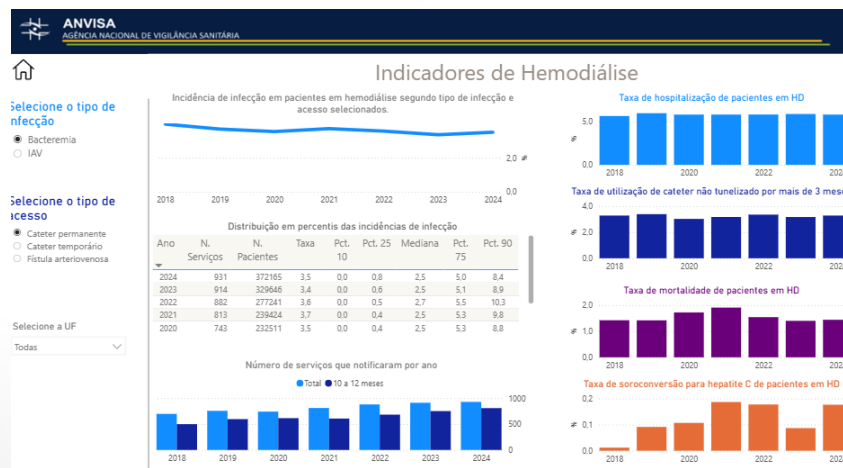 ANVISA
AGÊNCIA NACIONAL DE VIGILÂNCIA SANITÁRIA
Indicadores de Hemodiálise
Selecione o tipo de
nfecção
Bacteremia
IAV
Selecione o tipo de
acesso
Cateter permanente
Cateter temporário
Fístula arteriovenosa
Selecione a UF
Todas
Incidência de infecção em pacientes em hemodiálise segundo tipo de infecção e
acesso selecionados.
2,0
%
0,0
2018 2019 2020 2021 2022 2023 2024
Distribuição em percentis das incidências de infecção
Ano N. N. Taxa Pct. Pct. 25 Mediana Pct. Pct. 90
Serviços Pacientes 10 75
2024 931 372165 3,5 0,0 0,8 2,5 5,0 8,4
2023 914 329646 3,4 0,0 0,6 2,5 5,1 8,9
2022 882 277241 3,6 0,0 0,5 2,7 5,5 10,3
2021 813 239424 3,7 0,0 0,4 2,5 5,3 9,8
2020 743 232511 3,5 0,0 0,4 2,5 5,3 8,8
Número de serviços que notificaram por ano
Total 10 a 12 meses
1000
500
0
2018 2019 2020 2021 2022 2023 2024
Taxa de hospitalização de pacientes em HD
5,0
%
0,0
2018 2020 2022 2024
Taxa de utilização de cateter não tunelizado por mais de 3 mese
4,0
% 2,0
0,0
2018 2020 2022 202
Taxa de mortalidade de pacientes em HD
2,0
% 1,0
0,0
2018 2020 2022 202
Taxa de soroconversão para hepatite C de pacientes em HD
0,2
% 0,1
0,0
2018 2020 2022 202